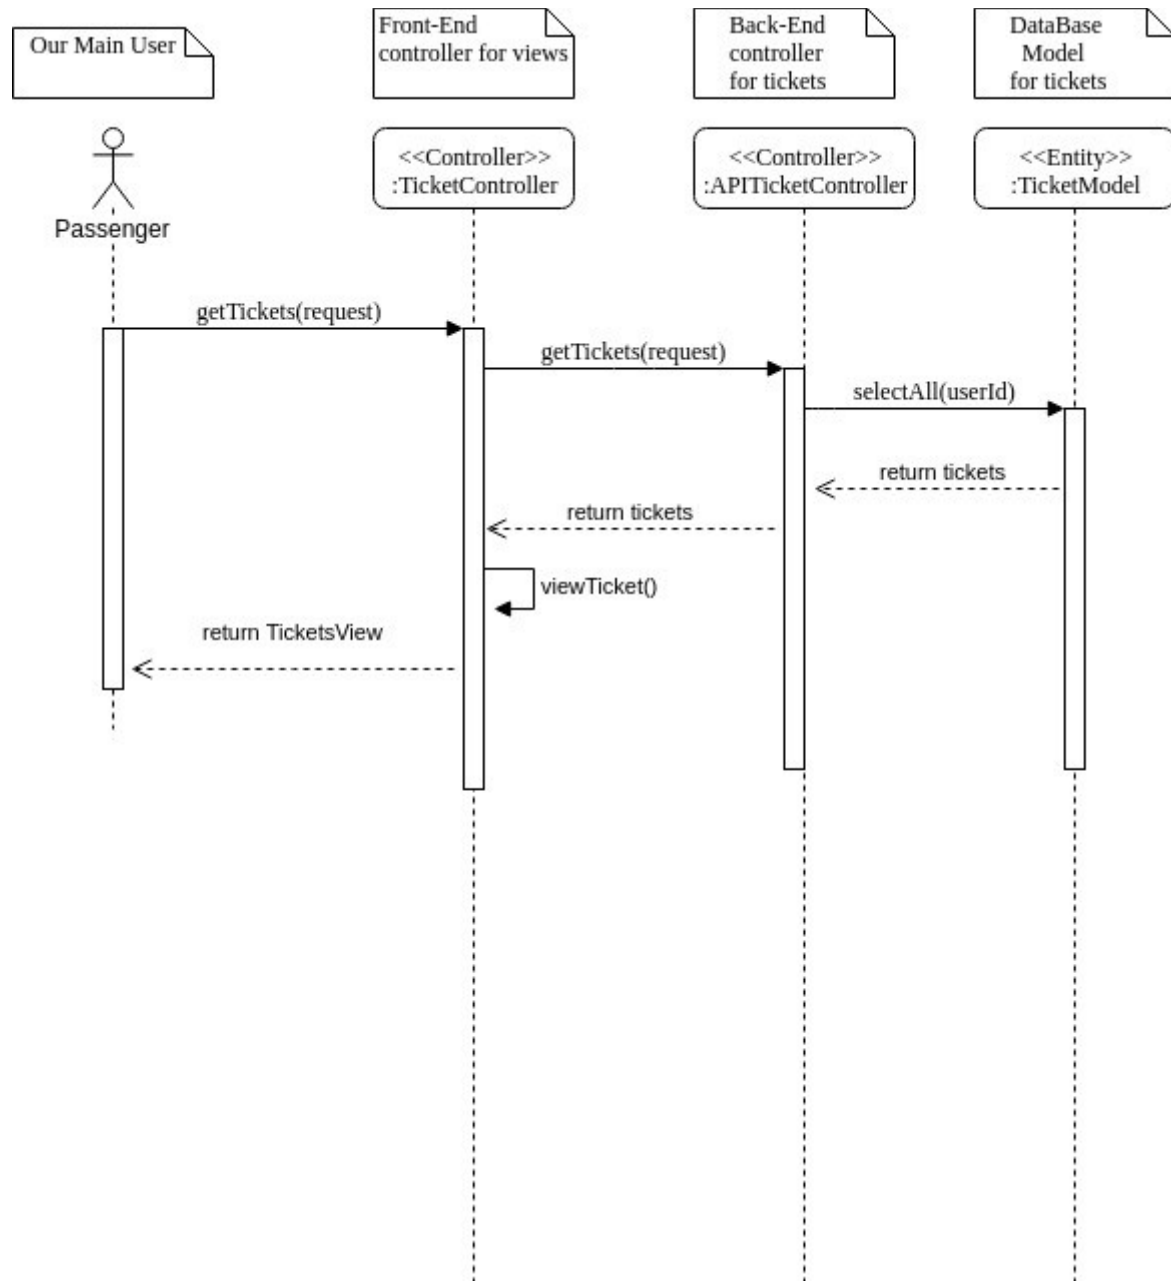 Our Main User
Front-End
controller for views
Back-End
controller
for tickets
DataBase
Model
for tickets
Passenger
<<Controller>>
:TicketController
<<Controller>>
:APITicketController
<<Entity>>
:TicketModel
getTickets(request)
getTickets(request)
selectAll(userId)
return tickets
return tickets
viewTicket()
return TicketsView